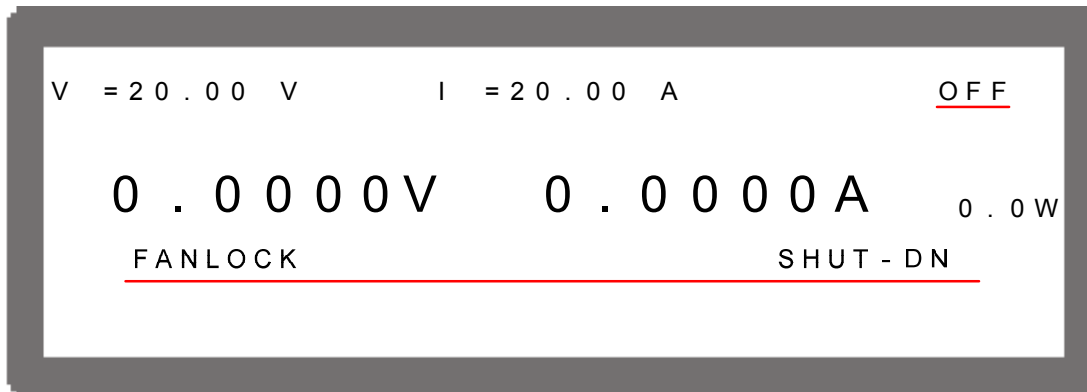 V =20.00 V I =20.00 A OFF
0.0000V 0.0000A 0.0W
FANLOCK SHUT-DN